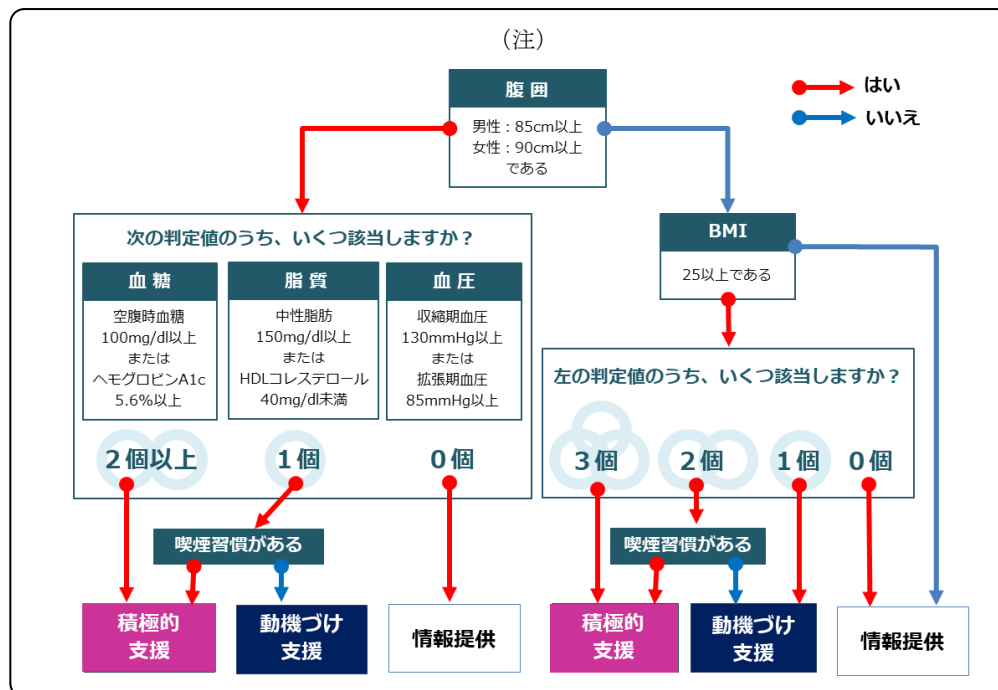 （注）
腹 囲
男性：85cm以上
女性：90cm以上
である
はい
いいえ
次の判定値のうち、いくつ該当しますか？
血 糖
空腹時血糖
100mg/dl以上
または
ヘモグロビンA1c
5.6%以上
脂 質
中性脂肪
150mg/dl以上
または
HDLコレステロール
40mg/dl未満
血 圧
収縮期血圧
130mmHg以上
または
拡張期血圧
85mmHg以上
2個以上
1個
0個
喫煙習慣がある
積極的
支援
動機づけ
支援
情報提供
BMI
25以上である
左の判定値のうち、いくつ該当しますか？
3個
2個
1個
0個
喫煙習慣がある
積極的
支援
動機づけ
支援
情報提供